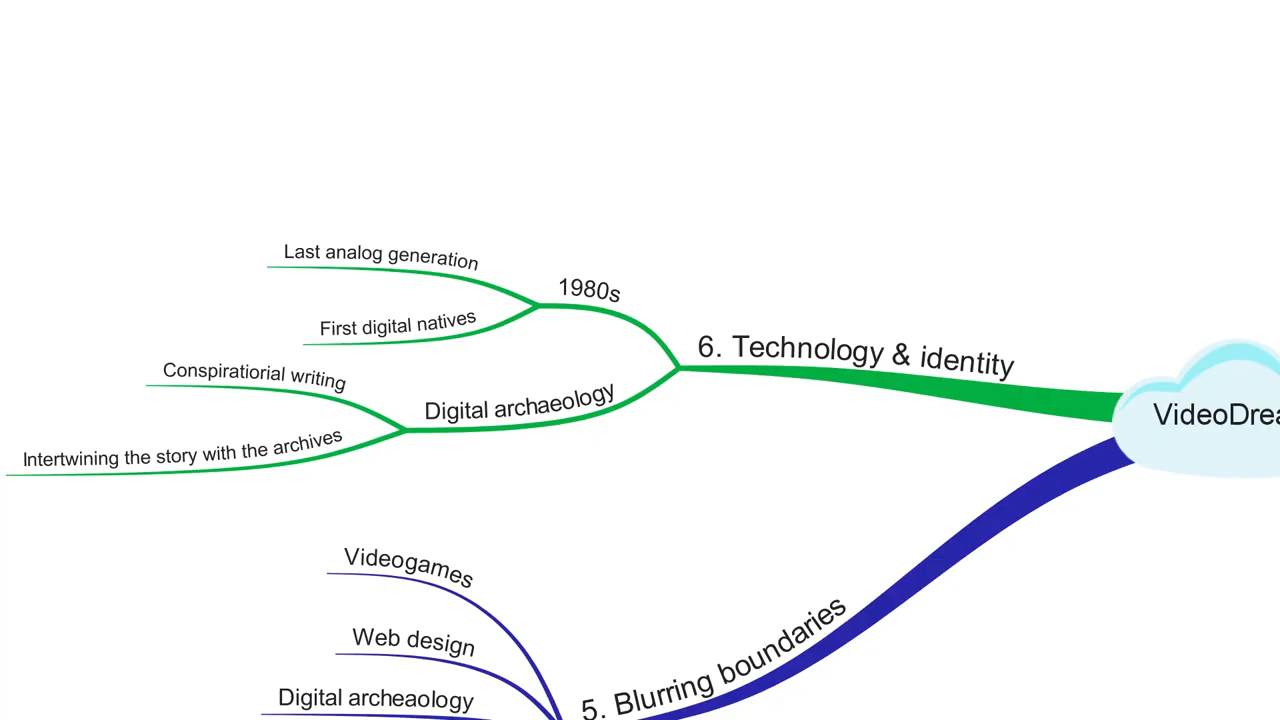 Last analog generation
1980s
First digital natives
6. Technology & identity
Conspiratiorial writing
Digital archaeology
Intertwining the story with the archives
VideoDrea
Videogames
Web design
5. Blurring boundaries
Digital archeaology